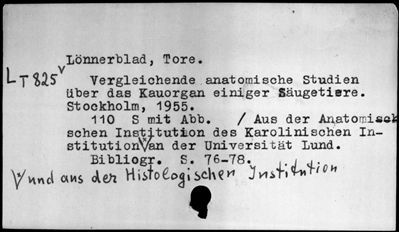 Lönnerblad, Tore.
LT 825
Vergleichende anatomische Studien
über das Kauorgan einiger Säugetiere.
Stockholm, 1955.
110 S mit Abb. / Aus der Anatomisch
schen Institution des Karolinischen In-
stitution V an der Universität Lund.
Bibliogr. S. 76-78.
V und aus der Histologischen Institution